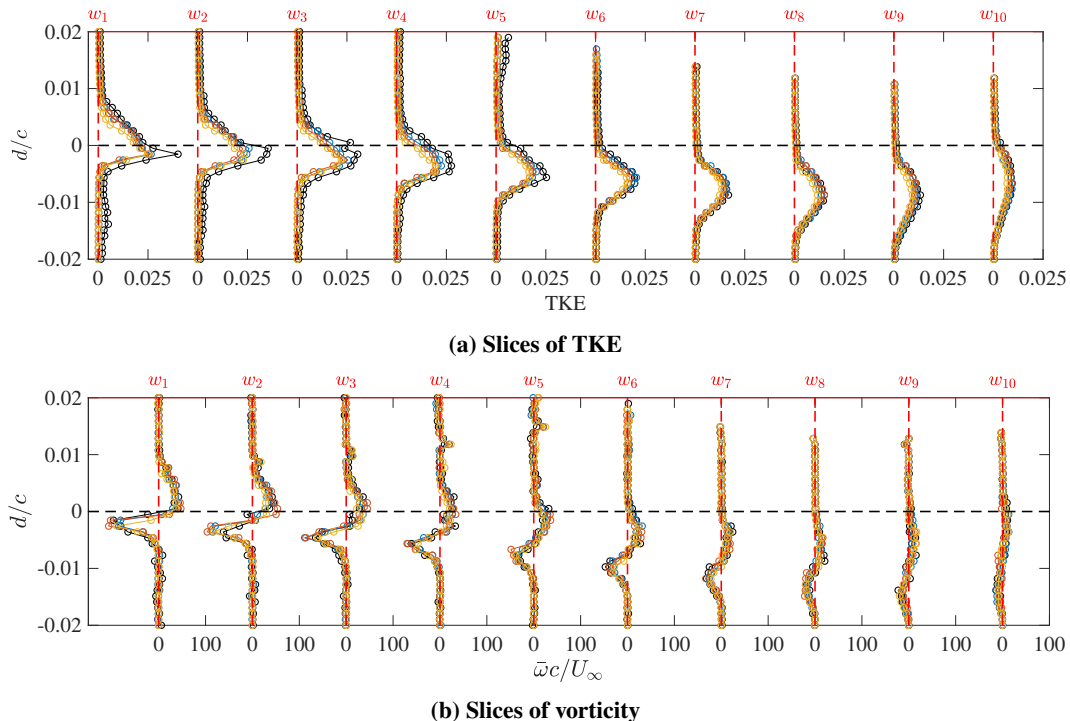 w₁ w₂ w₃ w₄ w₅ w₆ w₇ w₈ w₉ w₁₀
0.02
0.01
0
-0.01
-0.02
d/c
0 0.025 0.025 0.025 0.025 0.025 0.025 0.025 0.025 0.025 0.025
0 0 0 0 0 0 0 0 0
TKE
(a) Slices of TKE
w₁ w₂ w₃ w₄ w₅ w₆ w₇ w₈ w₉ w₁₀
0.02
0.01
0
-0.01
-0.02
d/c
0 100 0 100 0 100 0 100 0 100 0 100 0 100 0 100 0 100 0 100
ω̄c/U∞
(b) Slices of vorticity